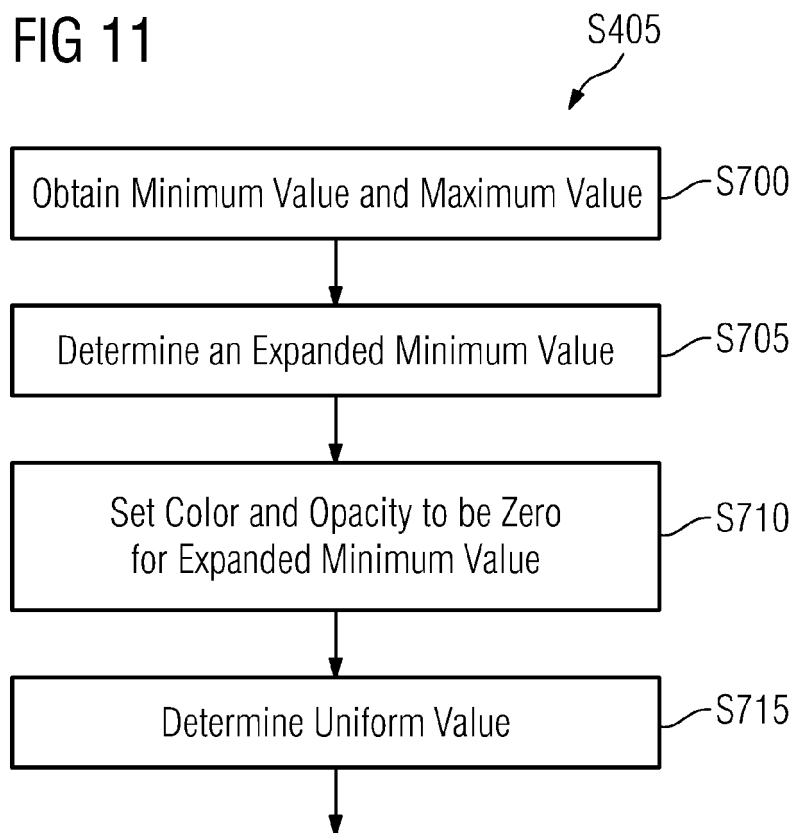 FIG 11
S405
Obtain Minimum Value and Maximum Value
S700
Determine an Expanded Minimum Value
S705
Set Color and Opacity to be Zero
for Expanded Minimum Value
S710
Determine Uniform Value
S715